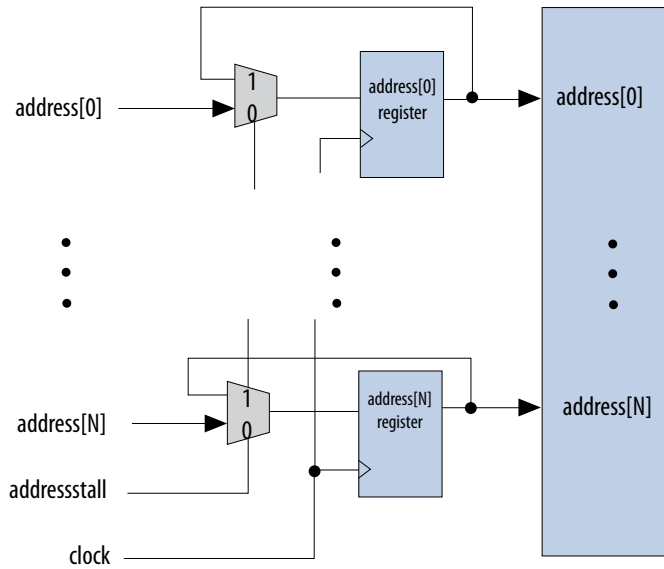 1
0
address[0]
address[0]
register
address[0]
1
0
address[N]
address[N]
register
address[N]
addressstall
clock